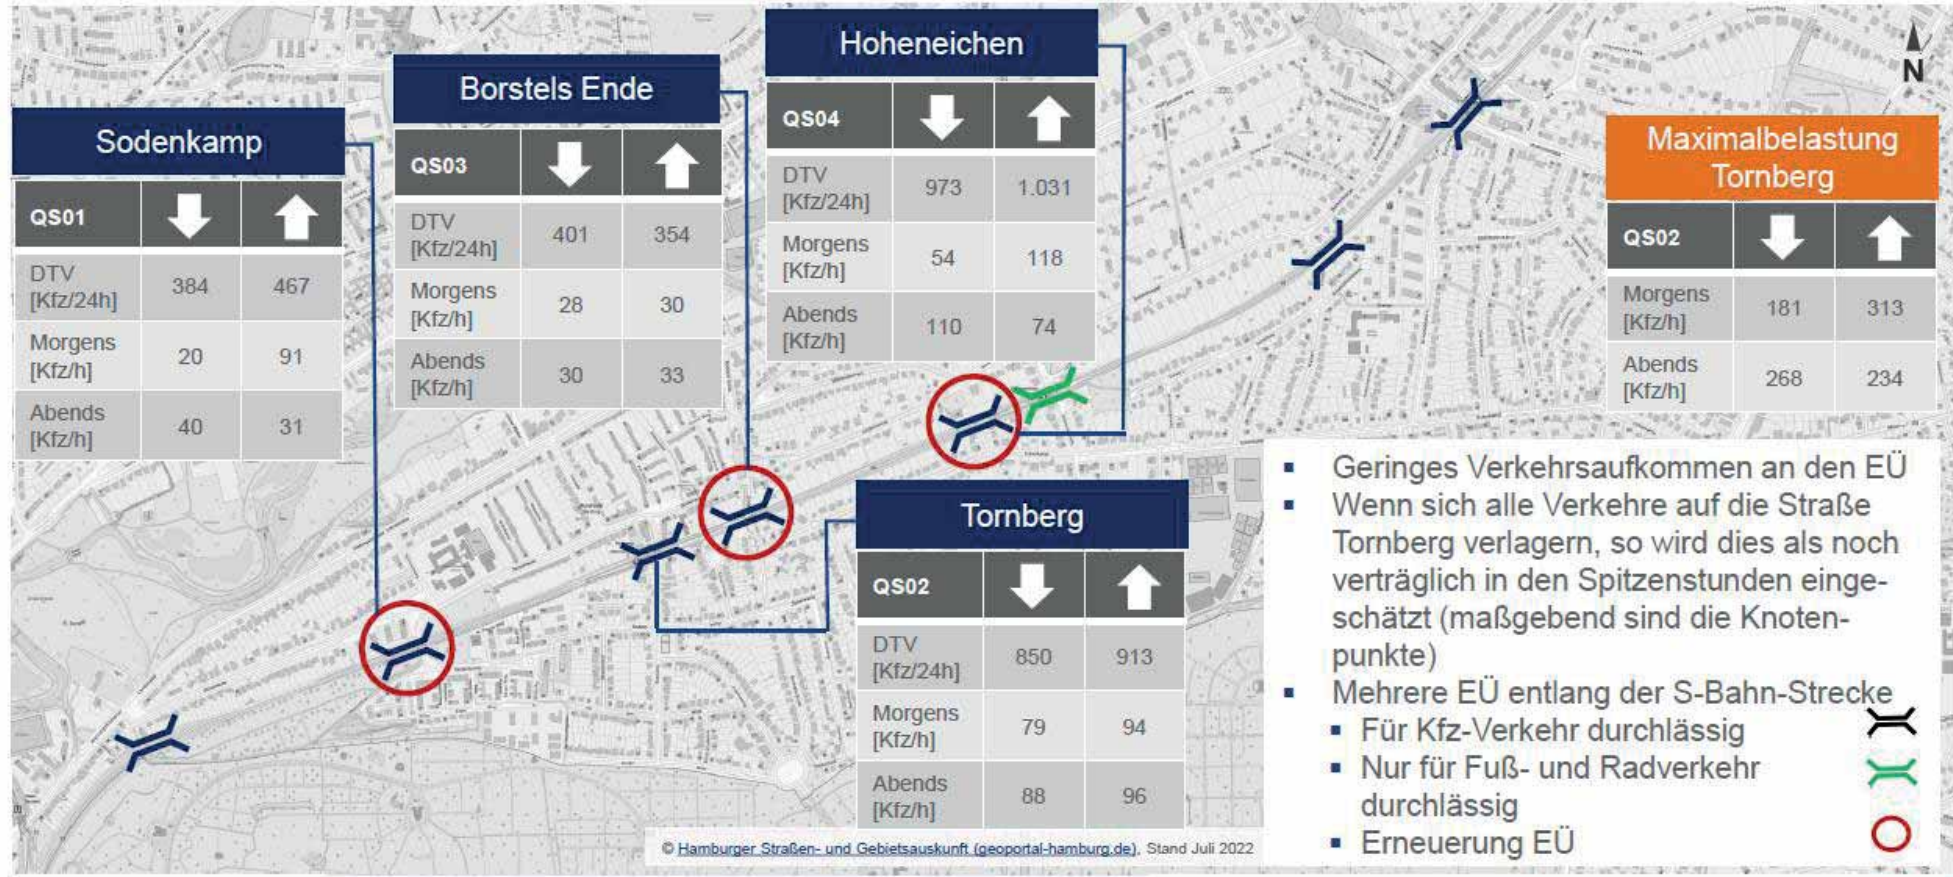 Sodenkamp
QS01
DTV
[Kfz/24h]
384
467
Morgens
[Kfz/h]
20
91
Abends
[Kfz/h]
40
31
Borstels Ende
QS03
DTV
[Kfz/24h]
401
354
Morgens
[Kfz/h]
28
30
Abends
[Kfz/h]
30
33
Hoheneichen
QS04
DTV
[Kfz/24h]
973
1.031
Morgens
[Kfz/h]
54
118
Abends
[Kfz/h]
110
74
N
Maximalbelastung
Tornberg
QS02
Morgens
[Kfz/h]
181
313
Abends
[Kfz/h]
268
234
Tornberg
QS02
DTV
[Kfz/24h]
850
913
Morgens
[Kfz/h]
79
94
Abends
[Kfz/h]
88
96
▪ Geringes Verkehrsaufkommen an den EÜ
▪ Wenn sich alle Verkehre auf die Straße
Tornberg verlagern, so wird dies als noch
verträglich in den Spitzenstunden einge-
schätzt (maßgebend sind die Knoten-
punkte)
▪ Mehrere EÜ entlang der S-Bahn-Strecke
▪ Für Kfz-Verkehr durchlässig
▪ Nur für Fuß- und Radverkehr
durchlässig
▪ Erneuerung EÜ
© Hamburger Straßen- und Gebietsauskunft (geoportal-hamburg.de), Stand Juli 2022